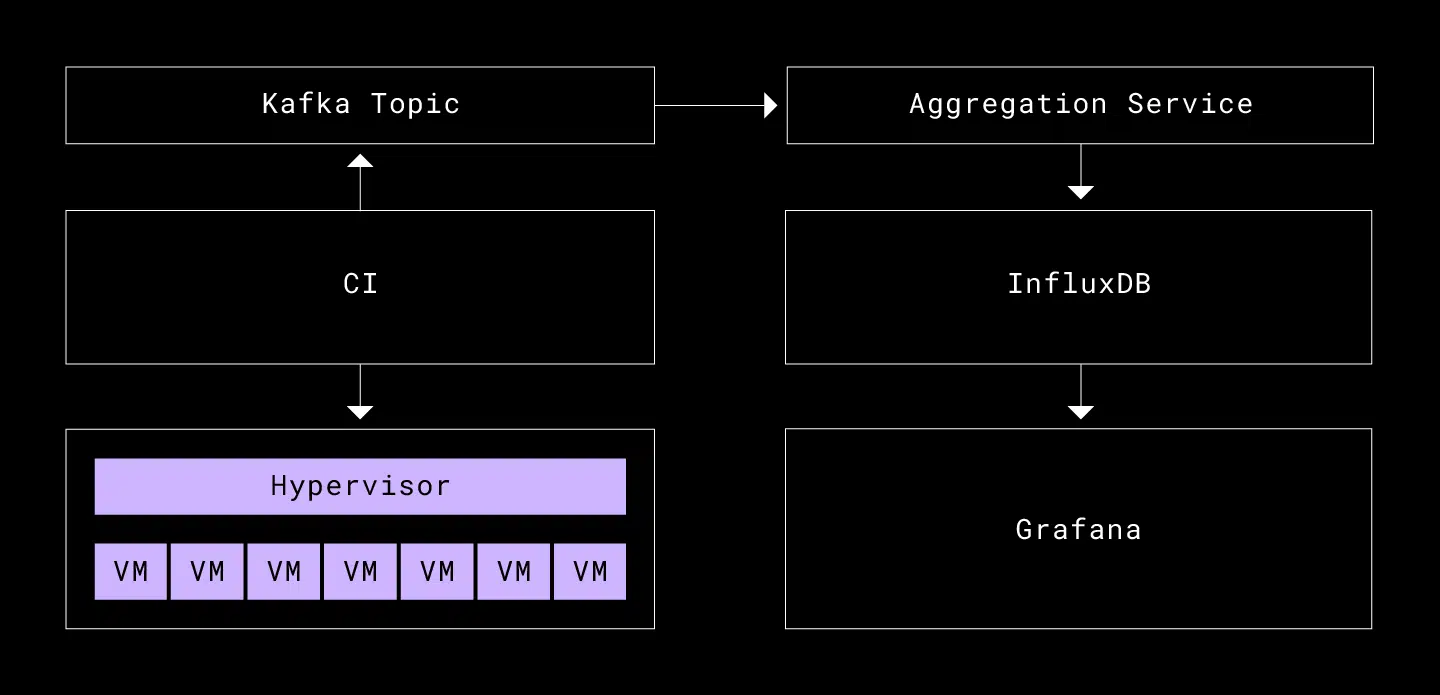 Kafka Topic
Aggregation Service
CI
InfluxDB
Hypervisor
VM VM VM VM VM VM VM
Grafana